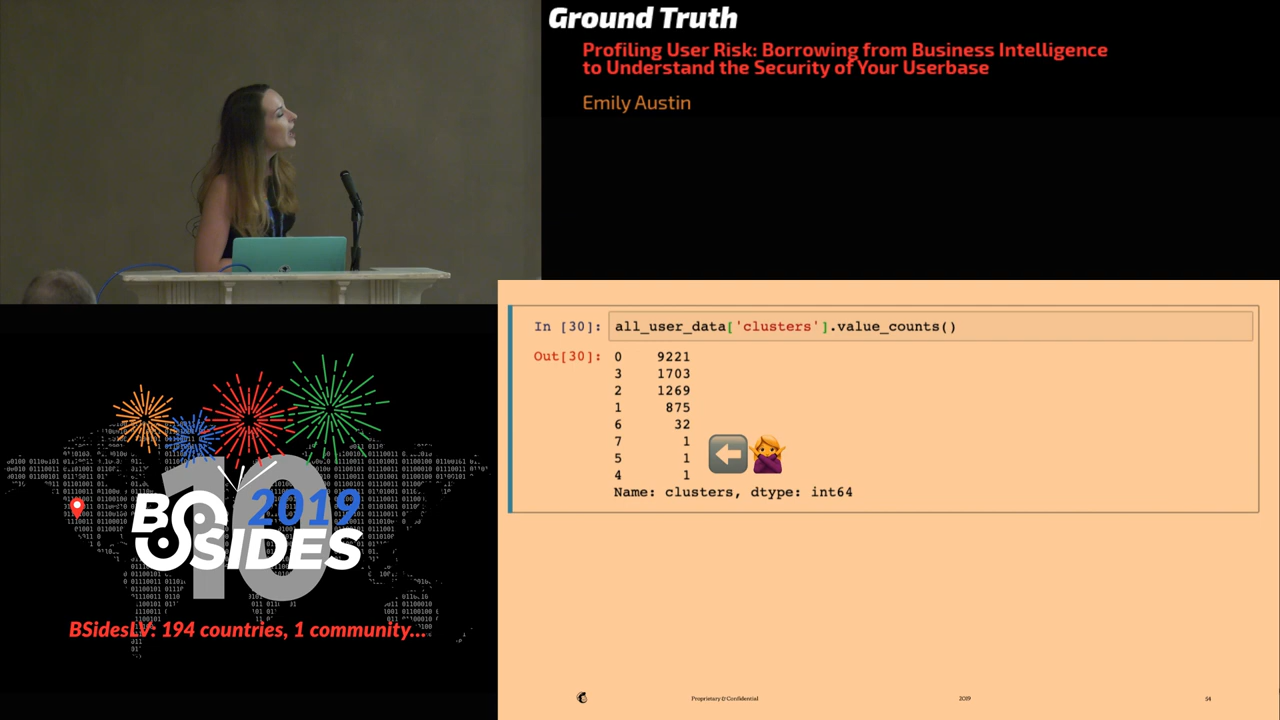 Ground Truth
Profiling User Risk: Borrowing from Business Intelligence
to Understand the Security of Your Userbase
Emily Austin
In [30]: all_user_data['clusters'].value_counts()
Out[30]: 0 9221
3 1703
2 1269
1 875
6 32
7 1
5 1
4 1
Name: clusters, dtype: int64
10
2019
BSIDES
BSidesLV: 194 countries, 1 community...
Proprietary & Confidential 2019 54